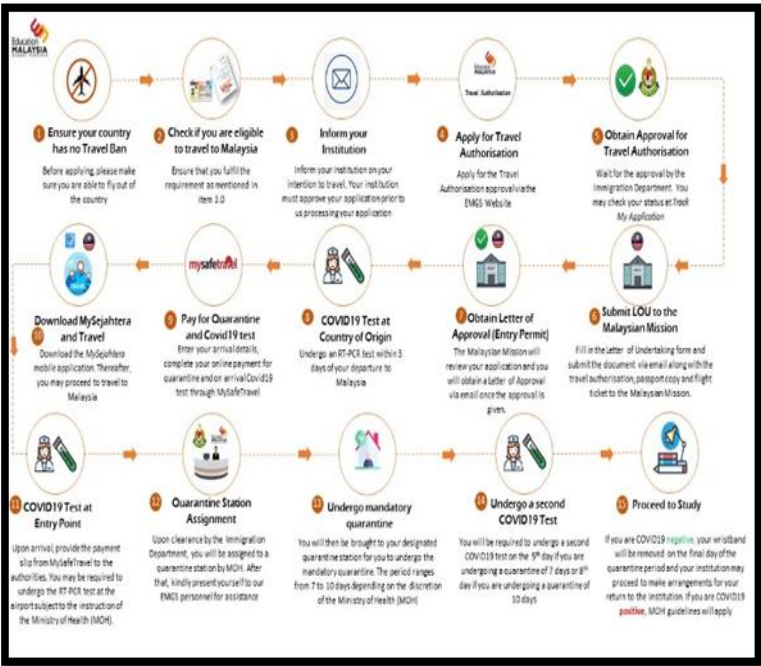 Education
MALAYSIA
Education
MALAYSIA
Travel Authorisation
1 Ensure your country
has no Travel Ban
Before applying, please make
sure you are able to fly out of
the country
2 Check if you are eligible
to travel to Malaysia
Ensure that you fulfil the
requirement as mentioned in
item 1.0
3 Inform your
Institution
Inform your institution on your
intention to travel. Your institution
must approve your application prior to
us processing your application
4 Apply for Travel
Authorisation
Apply for the Travel
Authorisation approval via the
EMGS Website
5 Obtain Approval for
Travel Authorisation
Wait for the approval by the
Immigration Department. You
may check your status at Track
My Application
6 Submit LOU to the
Malaysian Mission
Fill in the Letter of Undertaking form and
submit the document via email along with the
travel authorisation, passport copy and flight
ticket to the Malaysian Mission.
7 Obtain Letter of
Approval (Entry Permit)
The Malaysian Mission will
review your application and you
will obtain a Letter of Approval
via email once the approval is
given.
8 COVID19 Test at
Country of Origin
Undergo an RT-PCR test within 3
days of your departure to
Malaysia
mysafetravel
9 Pay for Quarantine
and Covid19 test
Enter your arrival details,
complete your online payment for
quarantine and on arrival Covid19
test through MySafeTravel
Download MySejahtera
10 and Travel
Download the MySejahtera
mobile application. Thereafter,
you may proceed to travel to
Malaysia
11 COVID19 Test at
Entry Point
Upon arrival, provide the payment
slip from MySafeTravel to the
authorities. You may be required to
undergo the RT-PCR test at the
airport subject to the instruction of
the Ministry of Health (MOH).
12 Quarantine Station
Assignment
Upon clearance by the Immigration
Department, you will be assigned to a
quarantine station by MOH. After
that, kindly present yourself to our
EMGS personnel for assistance
13 Undergo mandatory
quarantine
You will then be brought to your designated
quarantine station for you to undergo the
mandatory quarantine. The period ranges
from 7 to 10 days depending on the discretion
of the Ministry of Health (MOH)
14 Undergo a second
COVID19 Test
You will be required to undergo a second
COVID19 test on the 5th day if you are
undergoing a quarantine of 7 days or 8th
day if you are undergoing a quarantine of
10 days
15 Proceed to Study
If you are COVID19 negative, your wristband
will be removed on the final day of the
quarantine period and your institution may
proceed to make arrangements for your
return to the institution. If you are COVID19
positive, MOH guidelines will apply